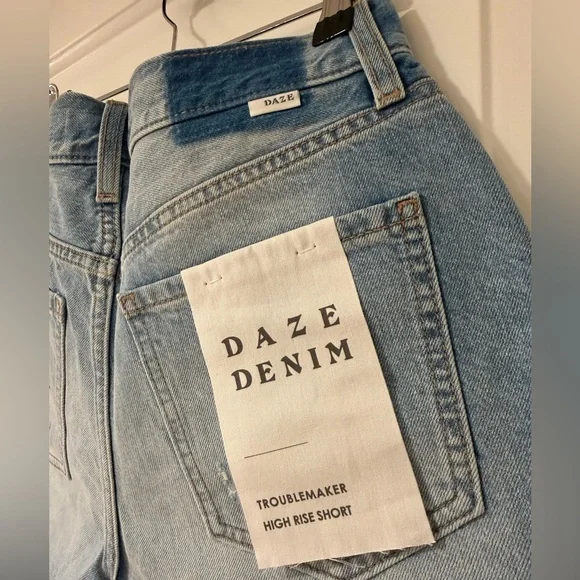 DAZE
DAZE
DENIM
TROUBLEMAKER
HIGH RISE SHORT